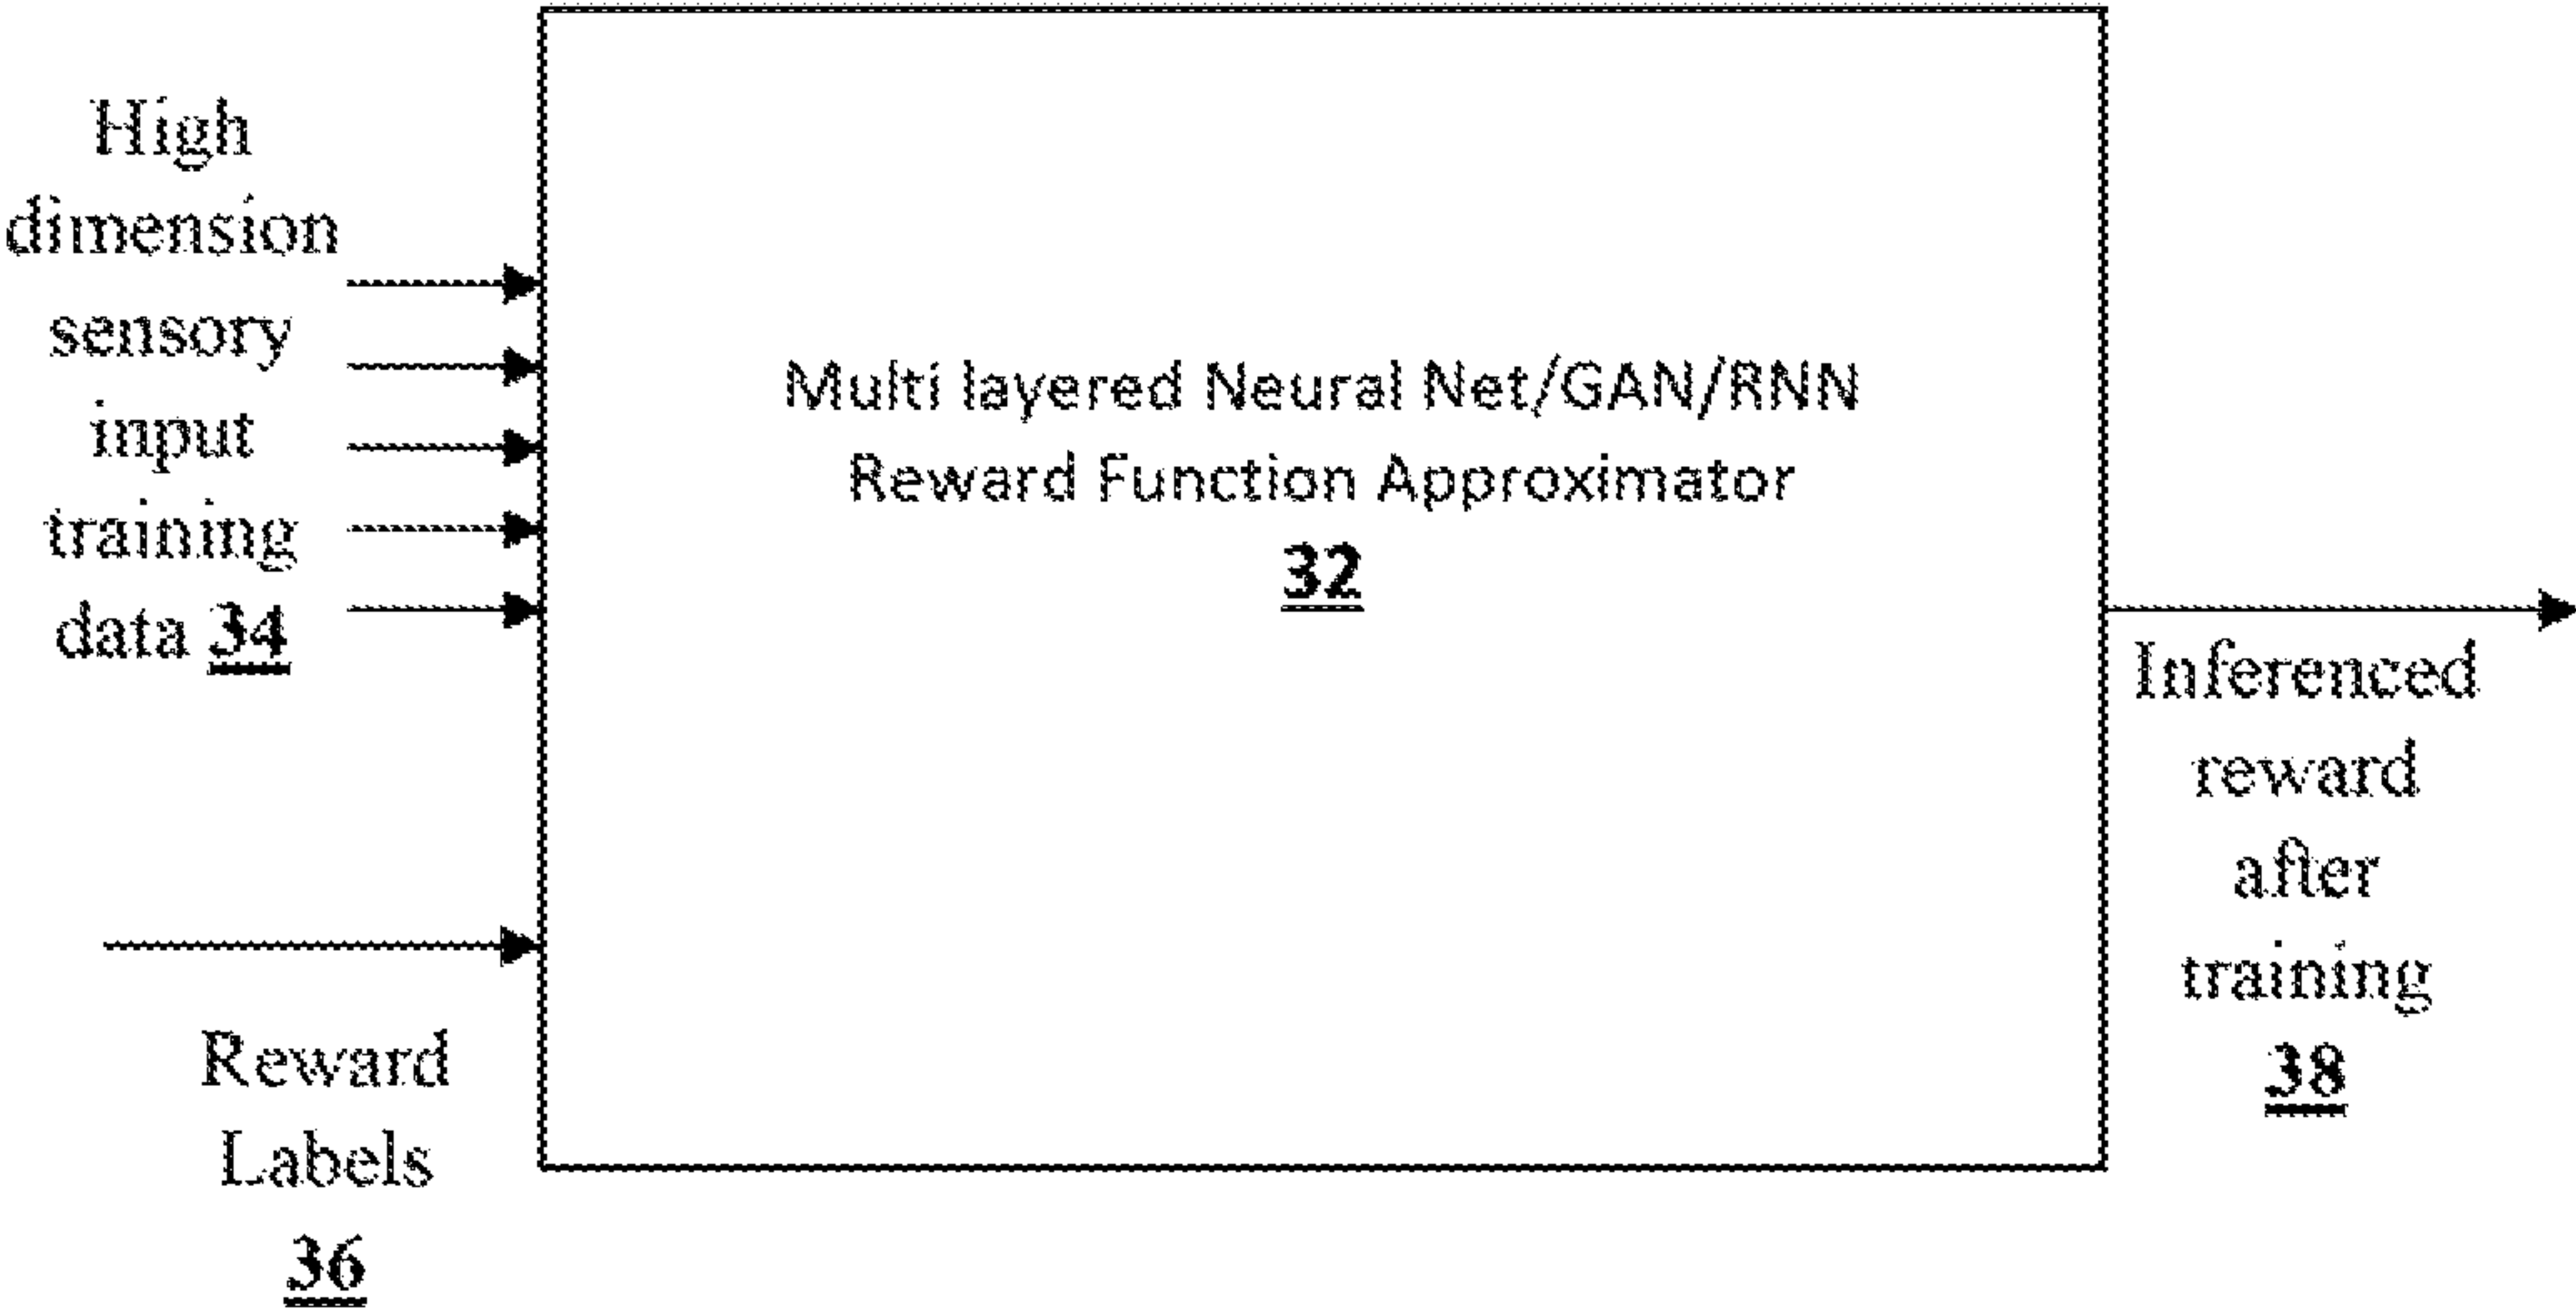 High
dimension
sensory
input
training
data 34
Multi layered Neural Net/GAN/RNN
Reward Function Approximator
32
Reward
Labels
36
Inferenced
reward
after
training
38